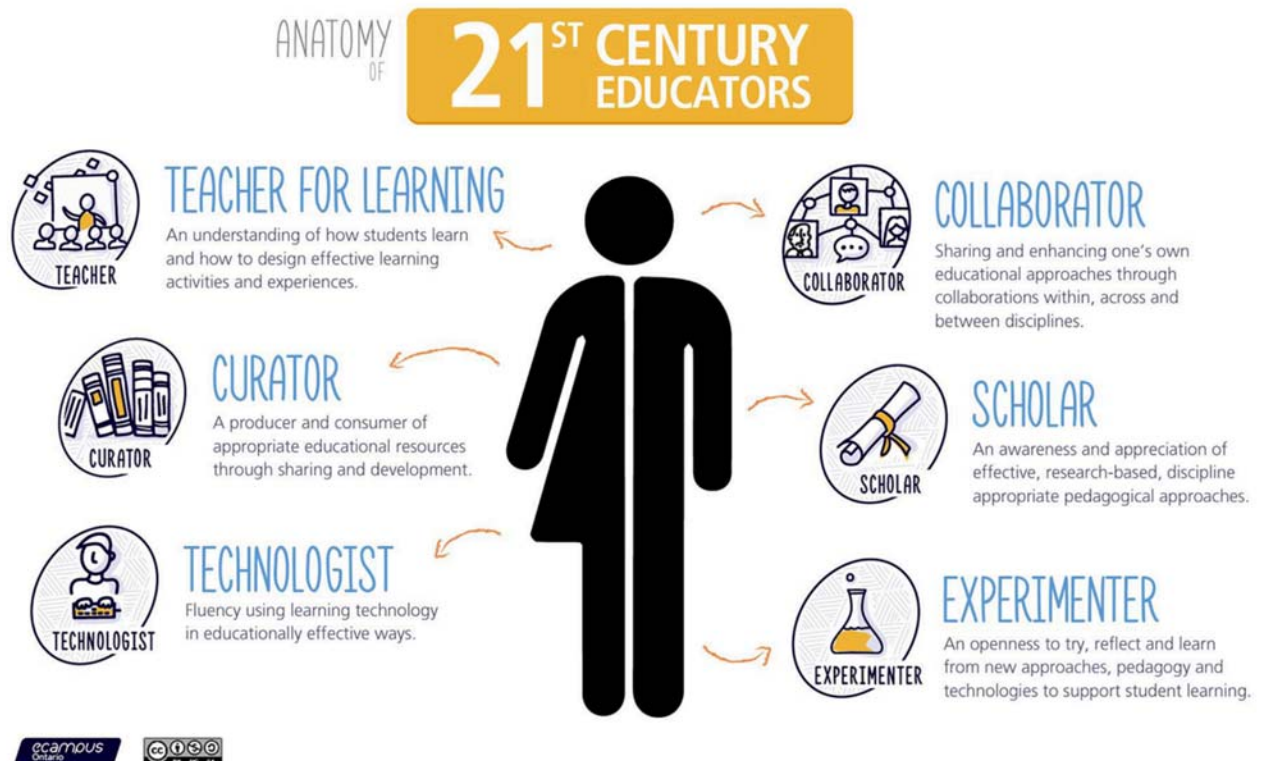 ANATOMY
OF
21ST CENTURY
EDUCATORS
TEACHER
TEACHER FOR LEARNING
An understanding of how students learn
and how to design effective learning
activities and experiences.
CURATOR
CURATOR
A producer and consumer of
appropriate educational resources
through sharing and development.
TECHNOLOGIST
TECHNOLOGIST
Fluency using learning technology
in educationally effective ways.
COLLABORATOR
COLLABORATOR
Sharing and enhancing one's own
educational approaches through
collaborations within, across and
between disciplines.
SCHOLAR
SCHOLAR
An awareness and appreciation of
effective, research-based, discipline
appropriate pedagogical approaches.
EXPERIMENTER
EXPERIMENTER
An openness to try, reflect and learn
from new approaches, pedagogy and
technologies to support student learning.
ecampus
Ontario
cc